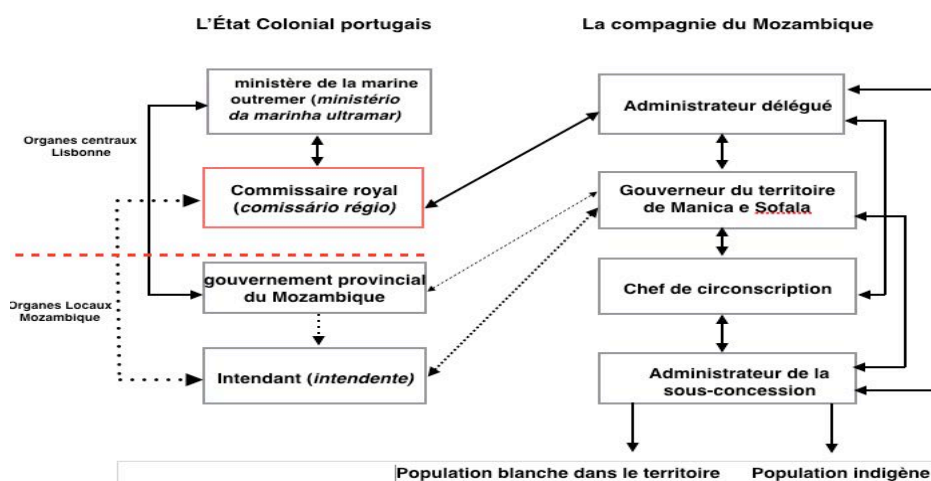 L'État Colonial portugais
La compagnie du Mozambique
ministère de la marine
outremer (ministério
da marinha ultramar)
Administrateur délégué
Organes centraux
Lisbonne
Commissaire royal
(comissário régio)
Gouverneur du territoire
de Manica e Sofala
gouvernement provincial
du Mozambique
Organes Locaux
Mozambique
Chef de circonscription
Intendant (intendente)
Administrateur de la
sous-concession
Population blanche dans le territoire
Population indigène